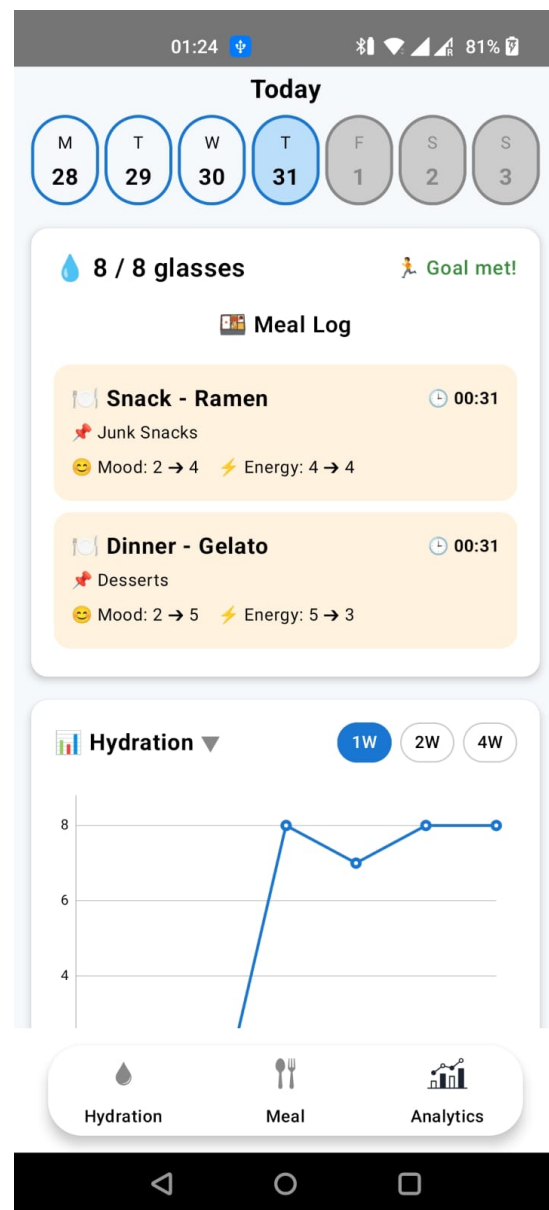 01:24 81%
Today
M T W T F S S
28 29 30 31 1 2 3
8 / 8 glasses Goal met!
Meal Log
Snack - Ramen 00:31
Junk Snacks
Mood: 2 → 4 Energy: 4 → 4
Dinner - Gelato 00:31
Desserts
Mood: 2 → 5 Energy: 5 → 3
Hydration 1W 2W 4W
8
6
4
Hydration Meal Analytics